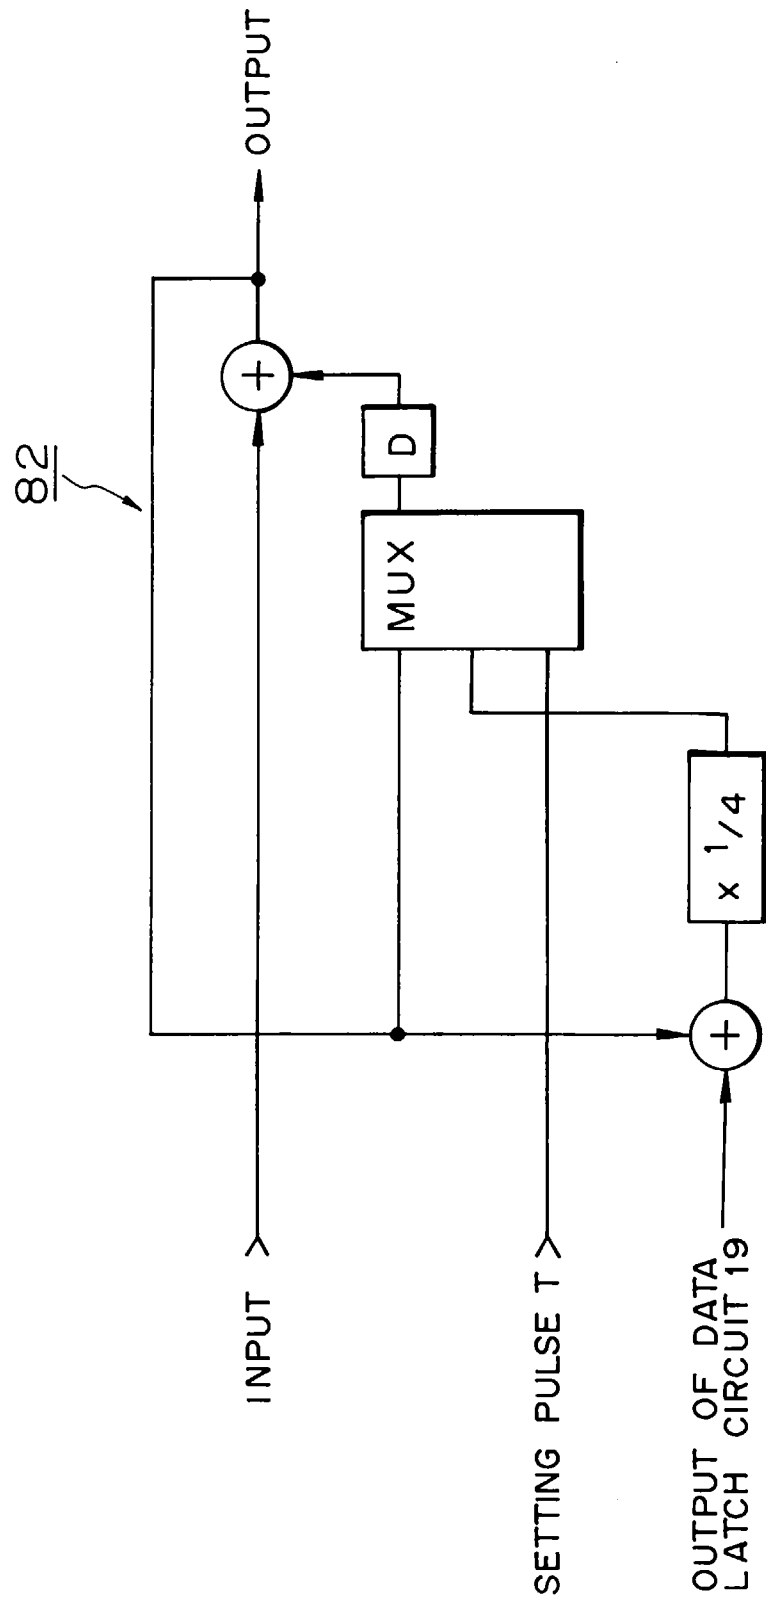 82
INPUT
OUTPUT
+
D
MUX
SETTING PULSE T
x 1/4
+
OUTPUT OF DATA
LATCH CIRCUIT 19